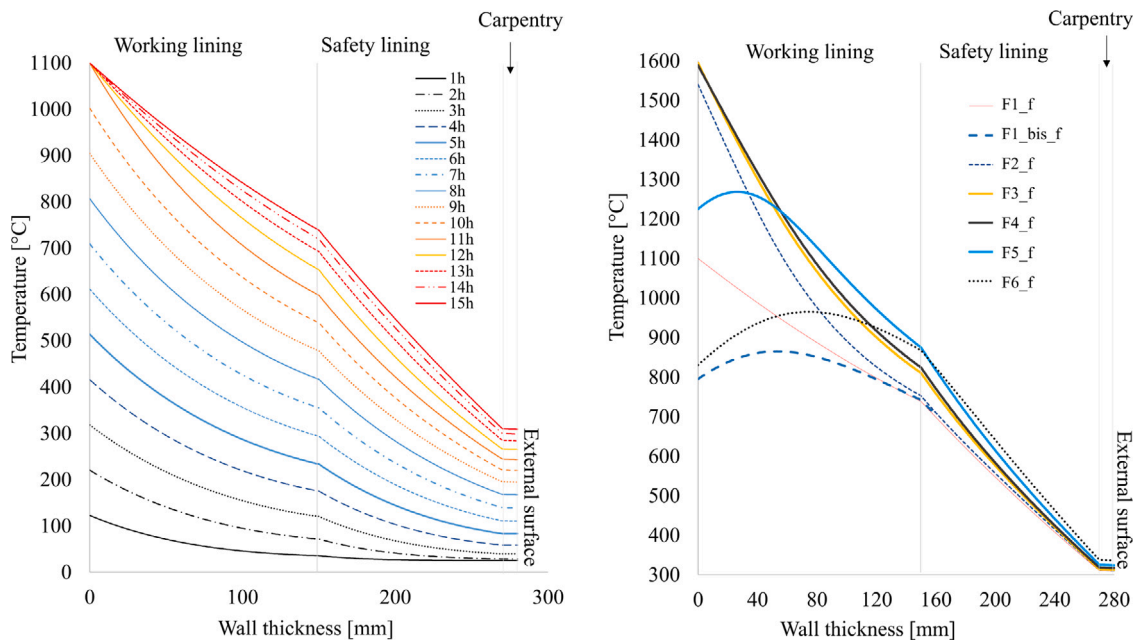 Carpentry
Working lining
Safety lining
1100
1000
900
800
700
600
500
400
300
200
100
0
Temperature [°C]
1h
2h
3h
4h
5h
6h
7h
8h
9h
10h
11h
12h
13h
14h
15h
External surface
0
100
200
300
Wall thickness [mm]
Carpentry
Working lining
Safety lining
1600
1500
1400
1300
1200
1100
1000
900
800
700
600
500
400
300
Temperature [°C]
F1_f
F1_bis_f
F2_f
F3_f
F4_f
F5_f
F6_f
External surface
0
40
80
120
160
200
240
280
Wall thickness [mm]